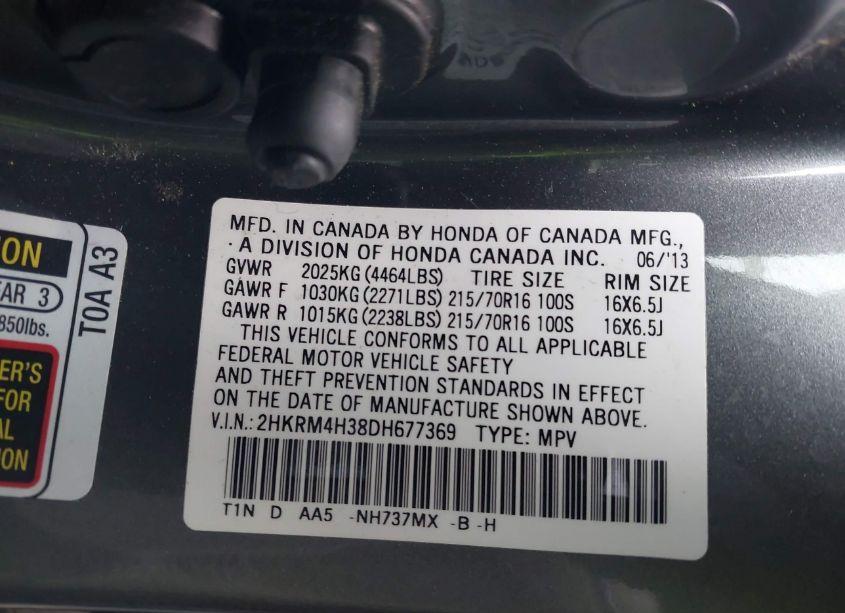 MFD. IN CANADA BY HONDA OF CANADA MFG.,
A DIVISION OF HONDA CANADA INC. 06/'13
GVWR 2025KG (4464LBS) TIRE SIZE RIM SIZE
GAWR F 1030KG (2271LBS) 215/70R16 100S 16X6.5J
GAWR R 1015KG (2238LBS) 215/70R16 100S 16X6.5J
THIS VEHICLE CONFORMS TO ALL APPLICABLE
FEDERAL MOTOR VEHICLE SAFETY
AND THEFT PREVENTION STANDARDS IN EFFECT
ON THE DATE OF MANUFACTURE SHOWN ABOVE.
V.I.N.: 2HKRM4H38DH677369 TYPE: MPV
T1N D AA5 -NH737MX -B -H
ION
EAR 3
850lbs.
ER'S
FOR
AL
ION
T0A A3